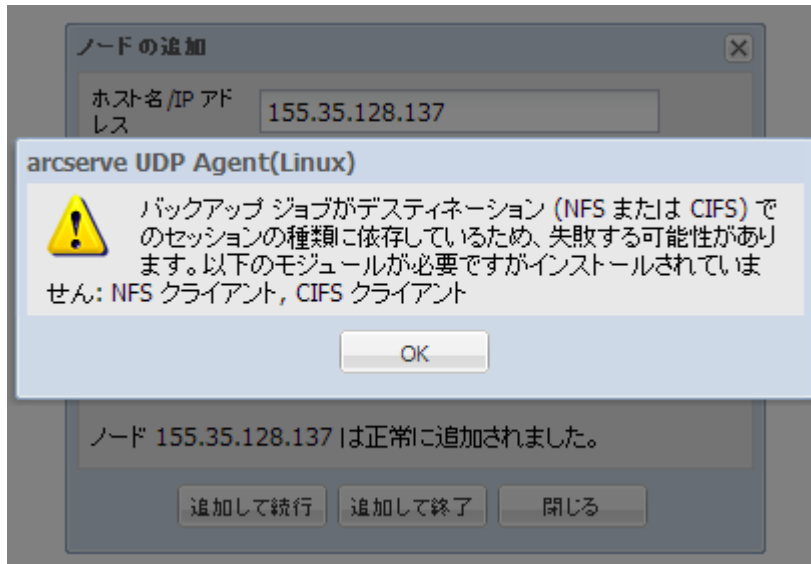 ノードの追加
ホスト名/IP アド
レス
155.35.128.137
arcserve UDP Agent(Linux)
バックアップ ジョブがデスティネーション (NFS または CIFS) で
のセッションの種類に依存しているため、失敗する可能性があり
ます。以下のモジュールが必要ですがインストールされていま
せん: NFS クライアント, CIFS クライアント
OK
ノード 155.35.128.137 は正常に追加されました。
追加して続行 追加して終了 閉じる